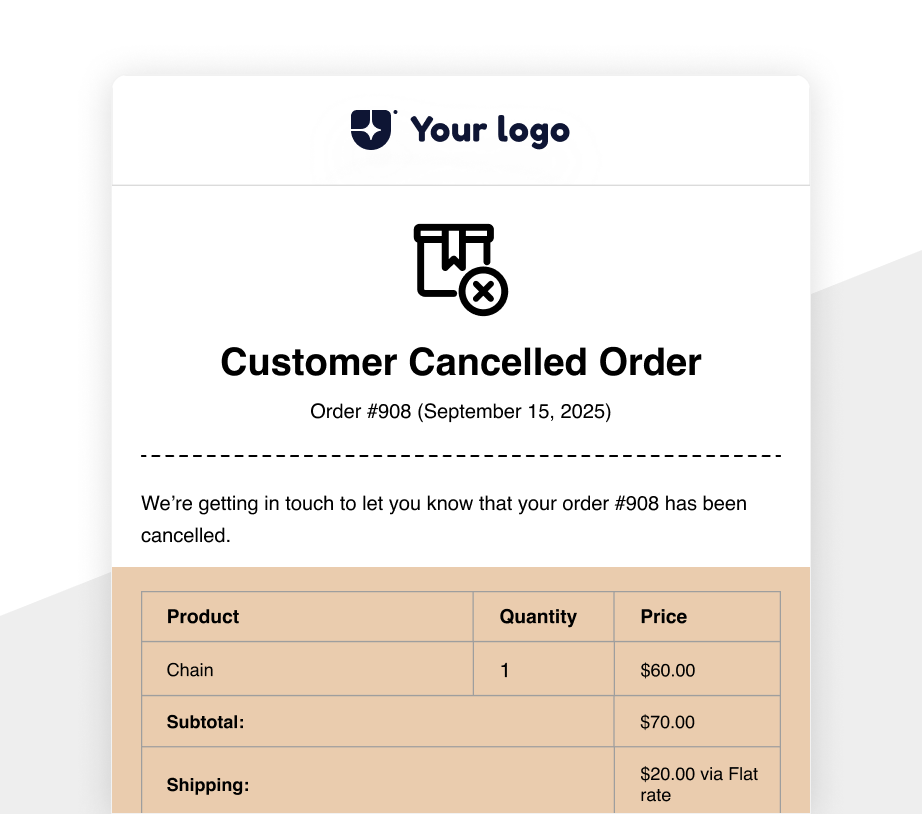 Your logo
Customer Cancelled Order
Order #908 (September 15, 2025)
We’re getting in touch to let you know that your order #908 has been
cancelled.
Product Quantity Price
Chain 1 $60.00
Subtotal: $70.00
Shipping: $20.00 via Flat
rate